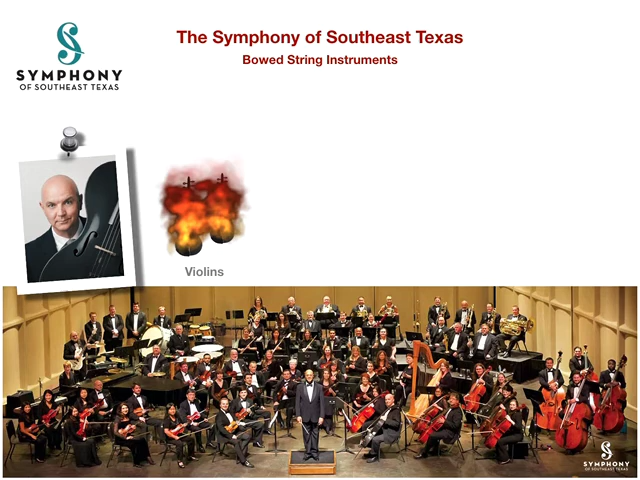 The Symphony of Southeast Texas
Bowed String Instruments
SYMPHONY
OF SOUTHEAST TEXAS
Violins
SYMPHONY
OF SOUTHEAST TEXAS